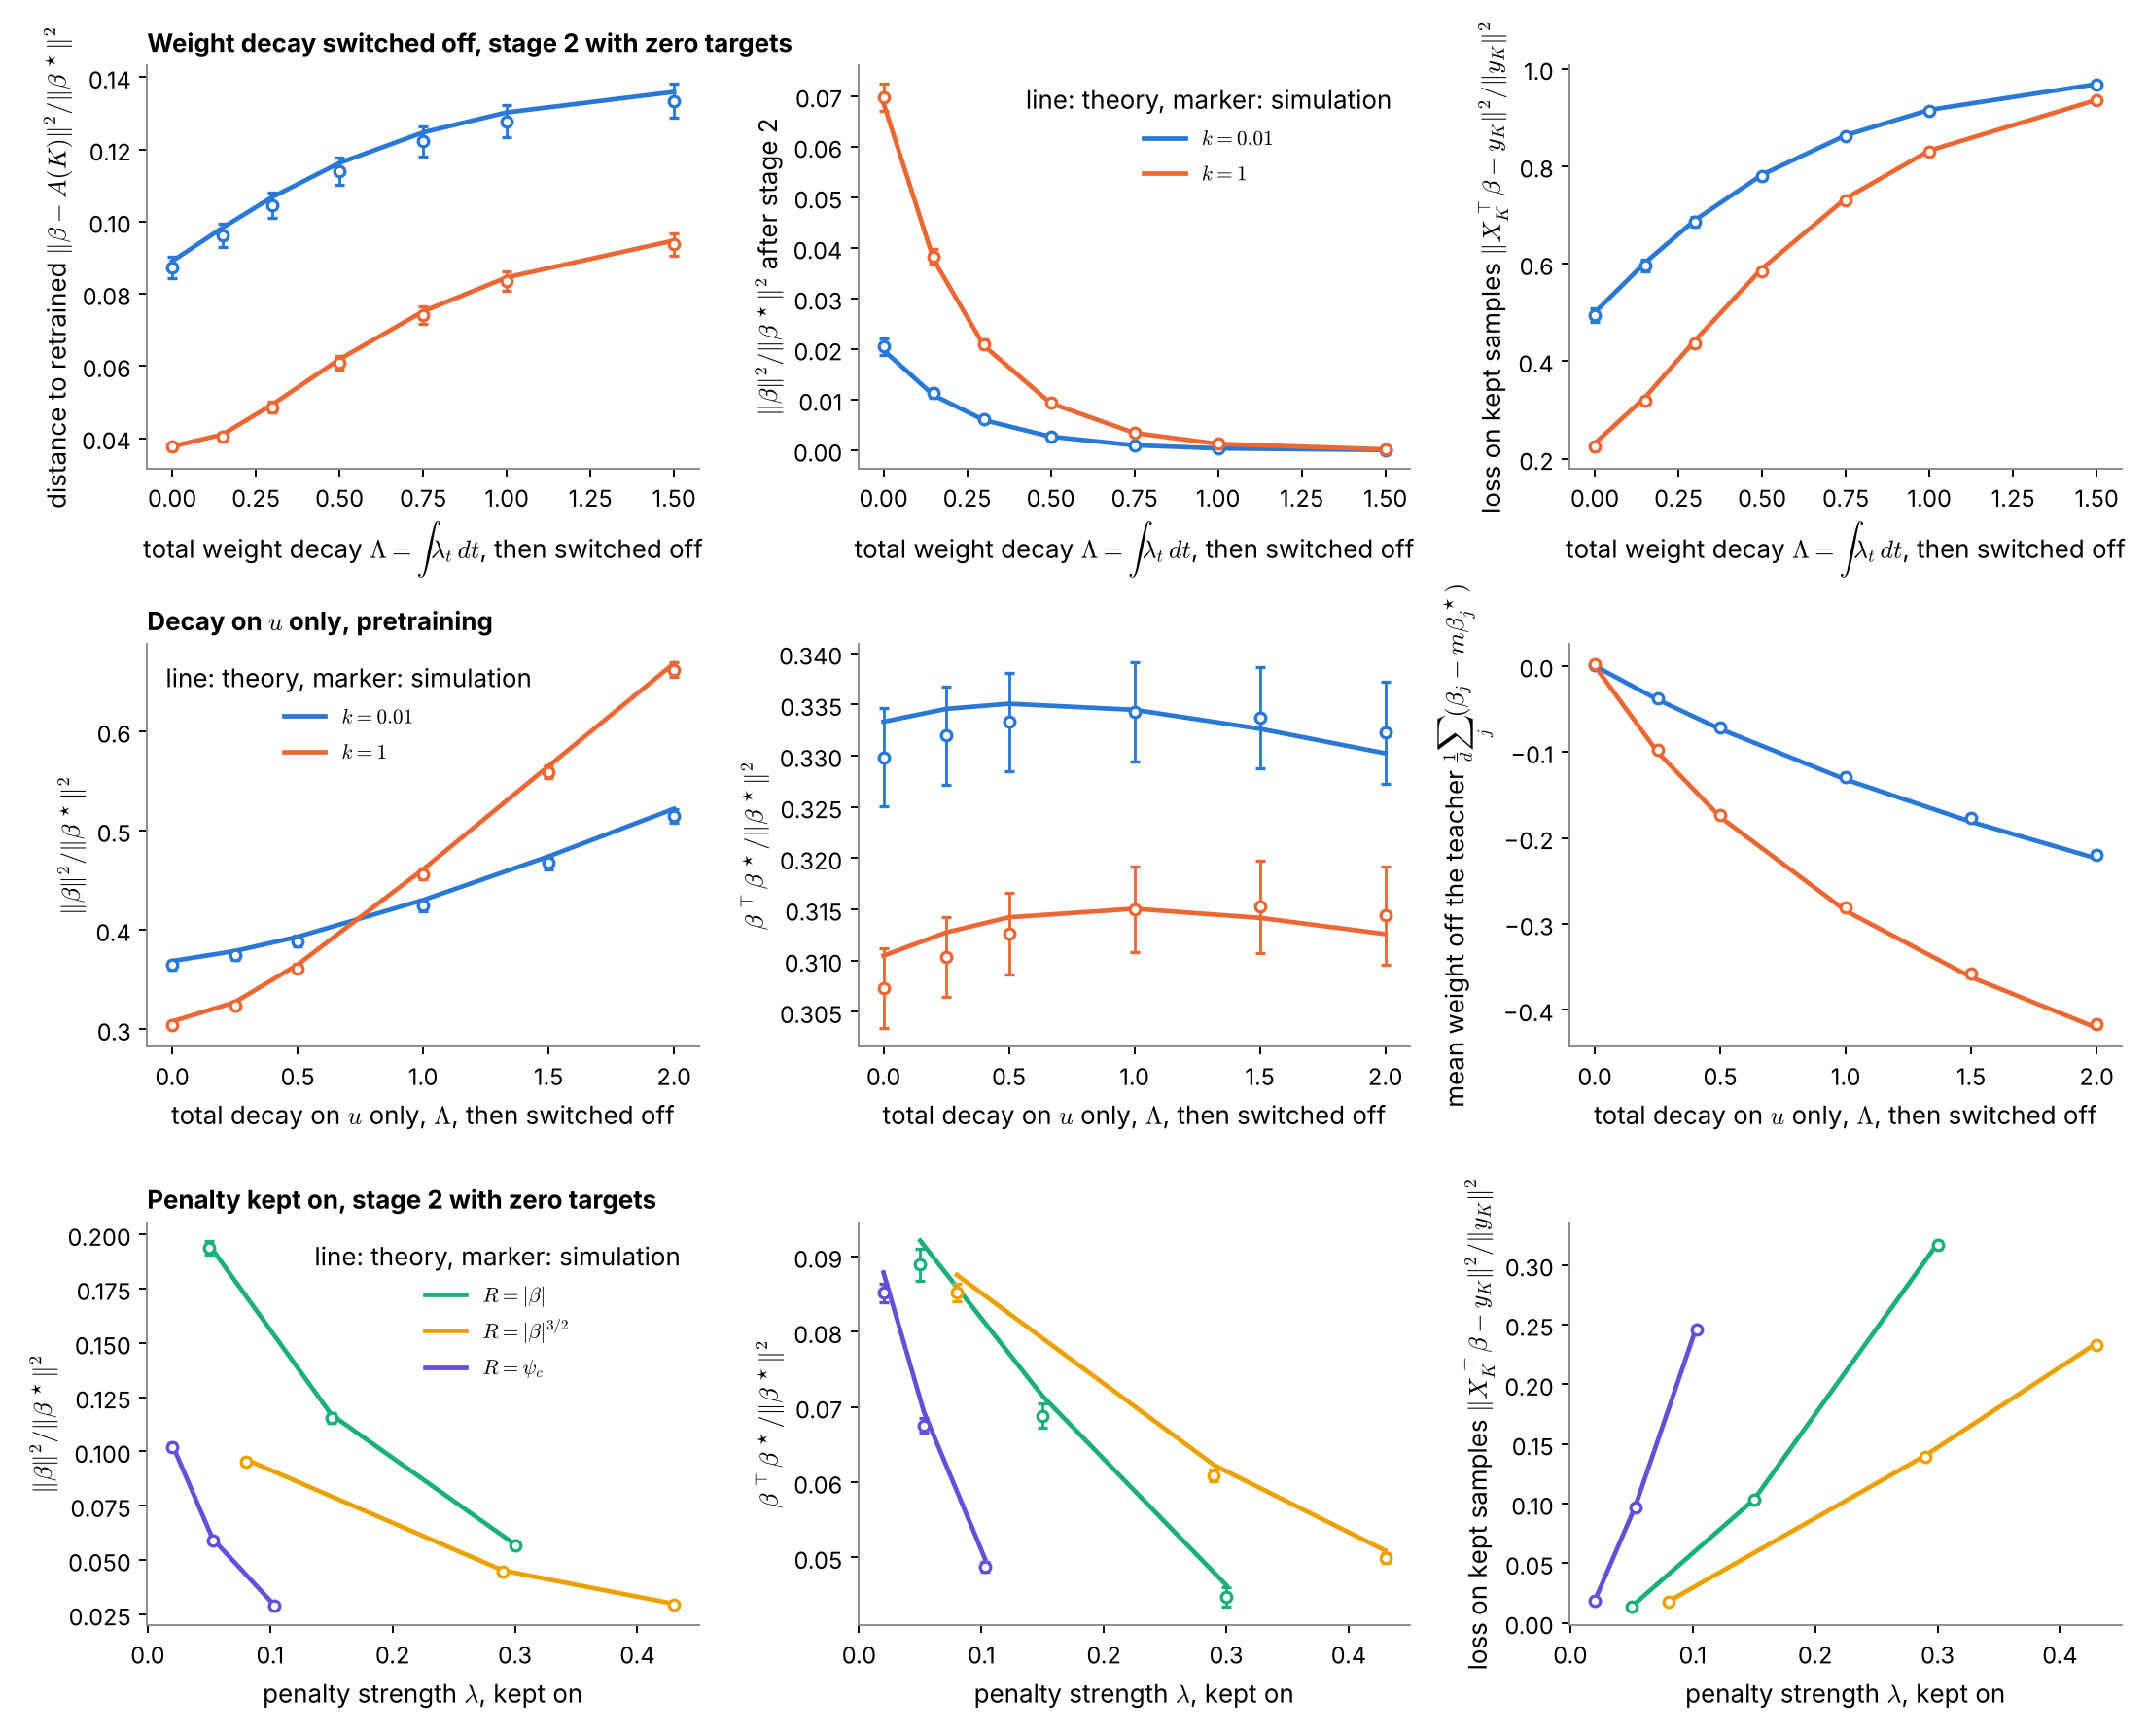 Weight decay switched off, stage 2 with zero targets
distance to retrained ||β − A(K)||²/||β★||²
0.14
0.12
0.10
0.08
0.06
0.04
0.00 0.25 0.50 0.75 1.00 1.25 1.50
total weight decay Λ = ∫λ_t dt, then switched off
||β||²/||β★||² after stage 2
0.07
0.06
0.05
0.04
0.03
0.02
0.01
0.00
line: theory, marker: simulation
k = 0.01
k = 1
0.00 0.25 0.50 0.75 1.00 1.25 1.50
total weight decay Λ = ∫λ_t dt, then switched off
loss on kept samples ||X_K^⊤ β − y_K||²/||y_K||²
1.0
0.8
0.6
0.4
0.2
0.00 0.25 0.50 0.75 1.00 1.25 1.50
total weight decay Λ = ∫λ_t dt, then switched off
Decay on u only, pretraining
||β||²/||β★||²
line: theory, marker: simulation
k = 0.01
k = 1
0.6
0.5
0.4
0.3
0.0 0.5 1.0 1.5 2.0
total decay on u only, Λ, then switched off
β^⊤ β★/||β★||²
0.340
0.335
0.330
0.325
0.320
0.315
0.310
0.305
0.0 0.5 1.0 1.5 2.0
total decay on u only, Λ, then switched off
mean weight off the teacher 1/d ∑_j (β_j − mβ_j★)
0.0
−0.1
−0.2
−0.3
−0.4
0.0 0.5 1.0 1.5 2.0
total decay on u only, Λ, then switched off
Penalty kept on, stage 2 with zero targets
||β||²/||β★||²
0.200
0.175
0.150
0.125
0.100
0.075
0.050
0.025
line: theory, marker: simulation
R = |β|
R = |β|^{3/2}
R = ψ_c
0.0 0.1 0.2 0.3 0.4
penalty strength λ, kept on
β^⊤ β★/||β★||²
0.09
0.08
0.07
0.06
0.05
0.0 0.1 0.2 0.3 0.4
penalty strength λ, kept on
loss on kept samples ||X_K^⊤ β − y_K||²/||y_K||²
0.30
0.25
0.20
0.15
0.10
0.05
0.00
0.0 0.1 0.2 0.3 0.4
penalty strength λ, kept on